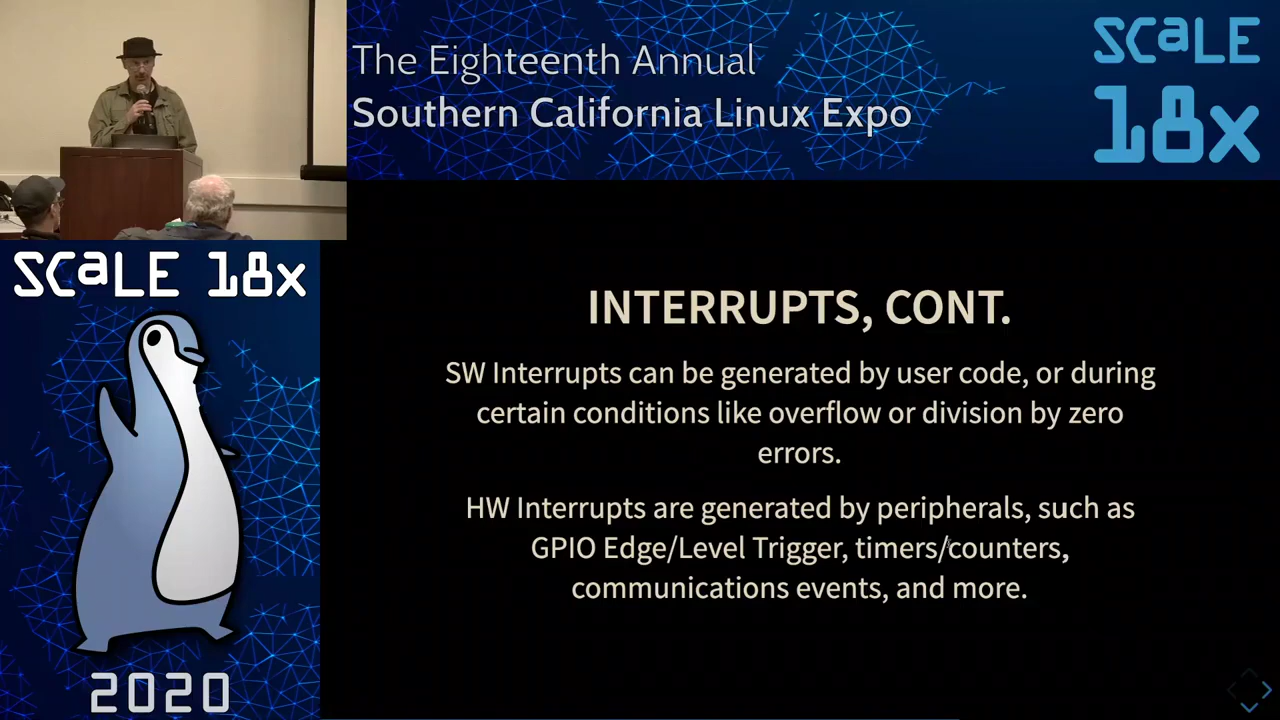 The Eighteenth Annual
Southern California Linux Expo
SCaLE
18x
SCaLE 18x
2020
INTERRUPTS, CONT.
SW Interrupts can be generated by user code, or during
certain conditions like overflow or division by zero
errors.
HW Interrupts are generated by peripherals, such as
GPIO Edge/Level Trigger, timers/counters,
communications events, and more.